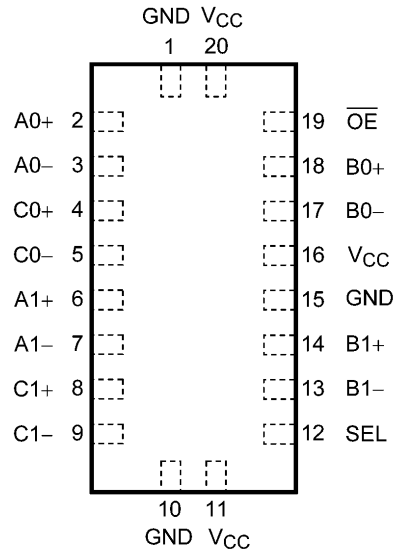 GND VCC
1 20
A0+ 2 19 O̅E̅
A0− 3 18 B0+
C0+ 4 17 B0−
C0− 5 16 VCC
A1+ 6 15 GND
A1− 7 14 B1+
C1+ 8 13 B1−
C1− 9 12 SEL
10 11
GND VCC